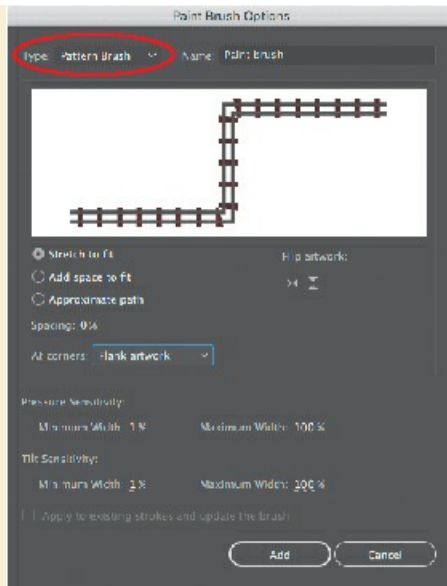 Paint Brush Options
Type: Pattern Brush Name: Paint brush
Stretch to fit Flip artwork:
Add space to fit
Approximate path
Spacing: 0%
At corners: Flank artwork
Pressure Sensitivity:
Minimum Width: 1 % Maximum Width: 100 %
Tilt Sensitivity:
Minimum Width: 1 % Maximum Width: 100 %
Apply to existing strokes and update the brush
Add Cancel